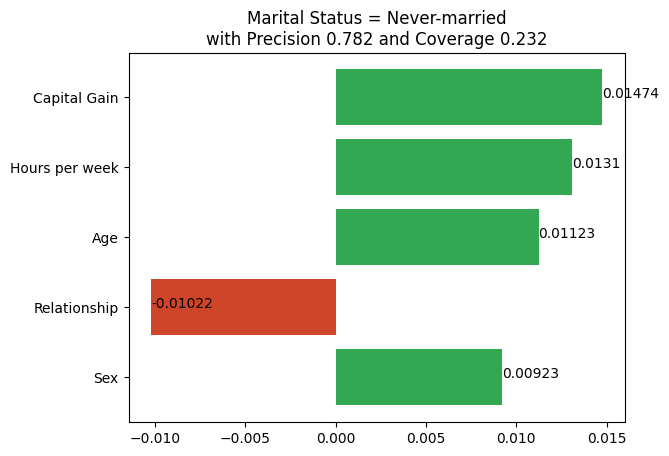 Marital Status = Never-married
with Precision 0.782 and Coverage 0.232
Capital Gain
0.01474
Hours per week
0.0131
Age
0.01123
Relationship
-0.01022
Sex
0.00923
−0.010
−0.005
0.000
0.005
0.010
0.015